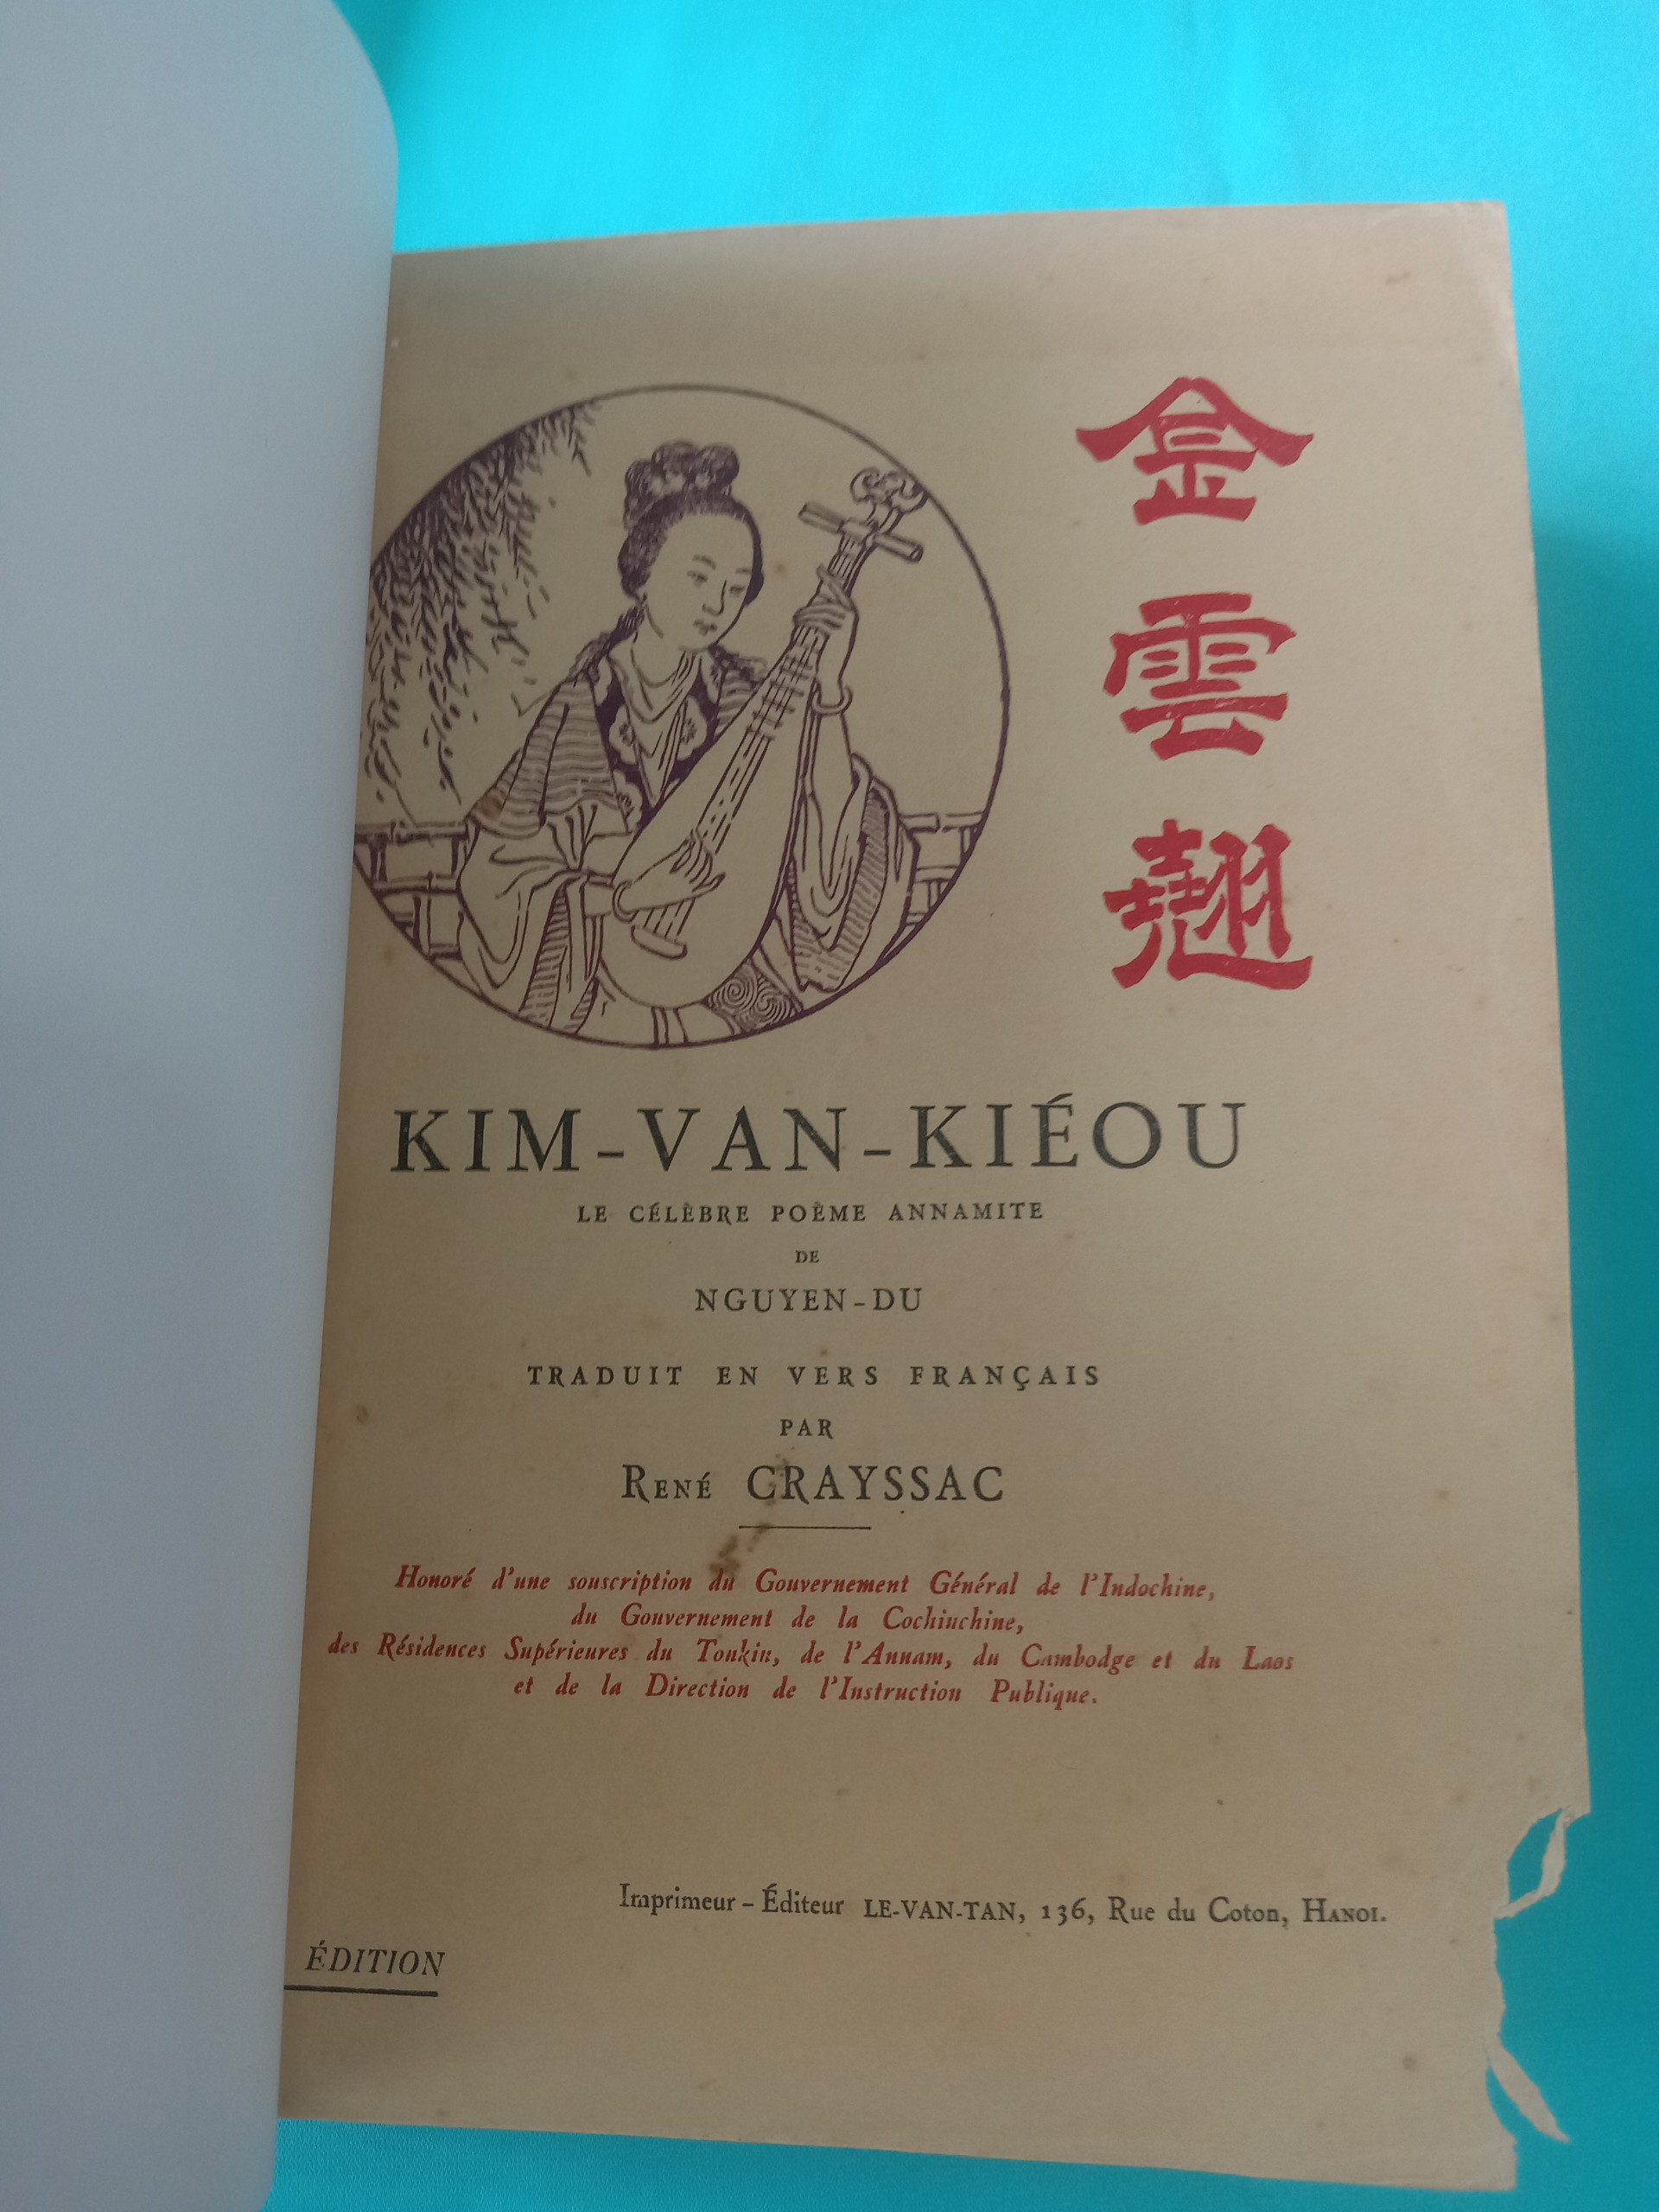 金雲翹
KIM-VAN-KIÉOU
LE CÉLÈBRE POÈME ANNAMITE
DE
NGUYEN-DU
TRADUIT EN VERS FRANÇAIS
PAR
RENÉ CRAYSSAC
Honoré d'une souscription du Gouvernement Général de l'Indochine,
du Gouvernement de la Cochinchine,
des Résidences Supérieures du Tonkin, de l'Annam, du Cambodge et du Laos
et de la Direction de l'Instruction Publique.
Imprimeur-Éditeur LE-VAN-TAN, 136, Rue du Coton, HANOI.
ÉDITION